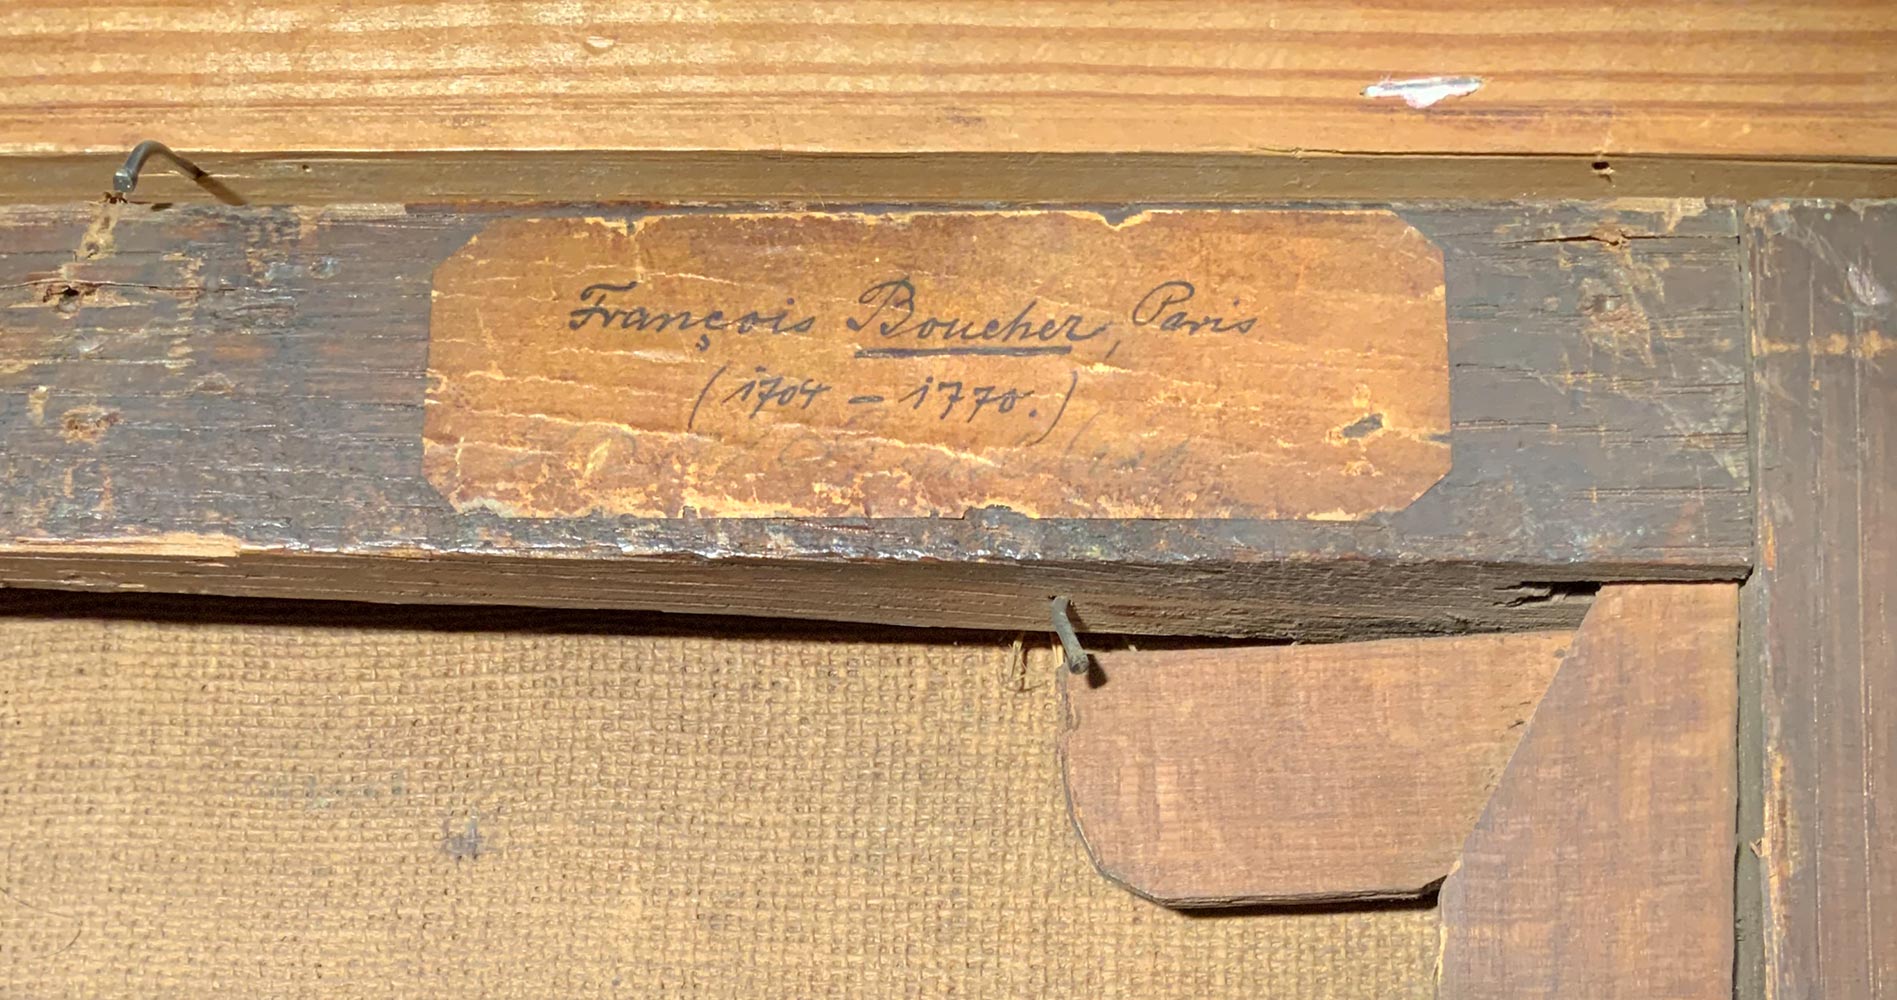 François Boucher, Paris
(1704 - 1770.)